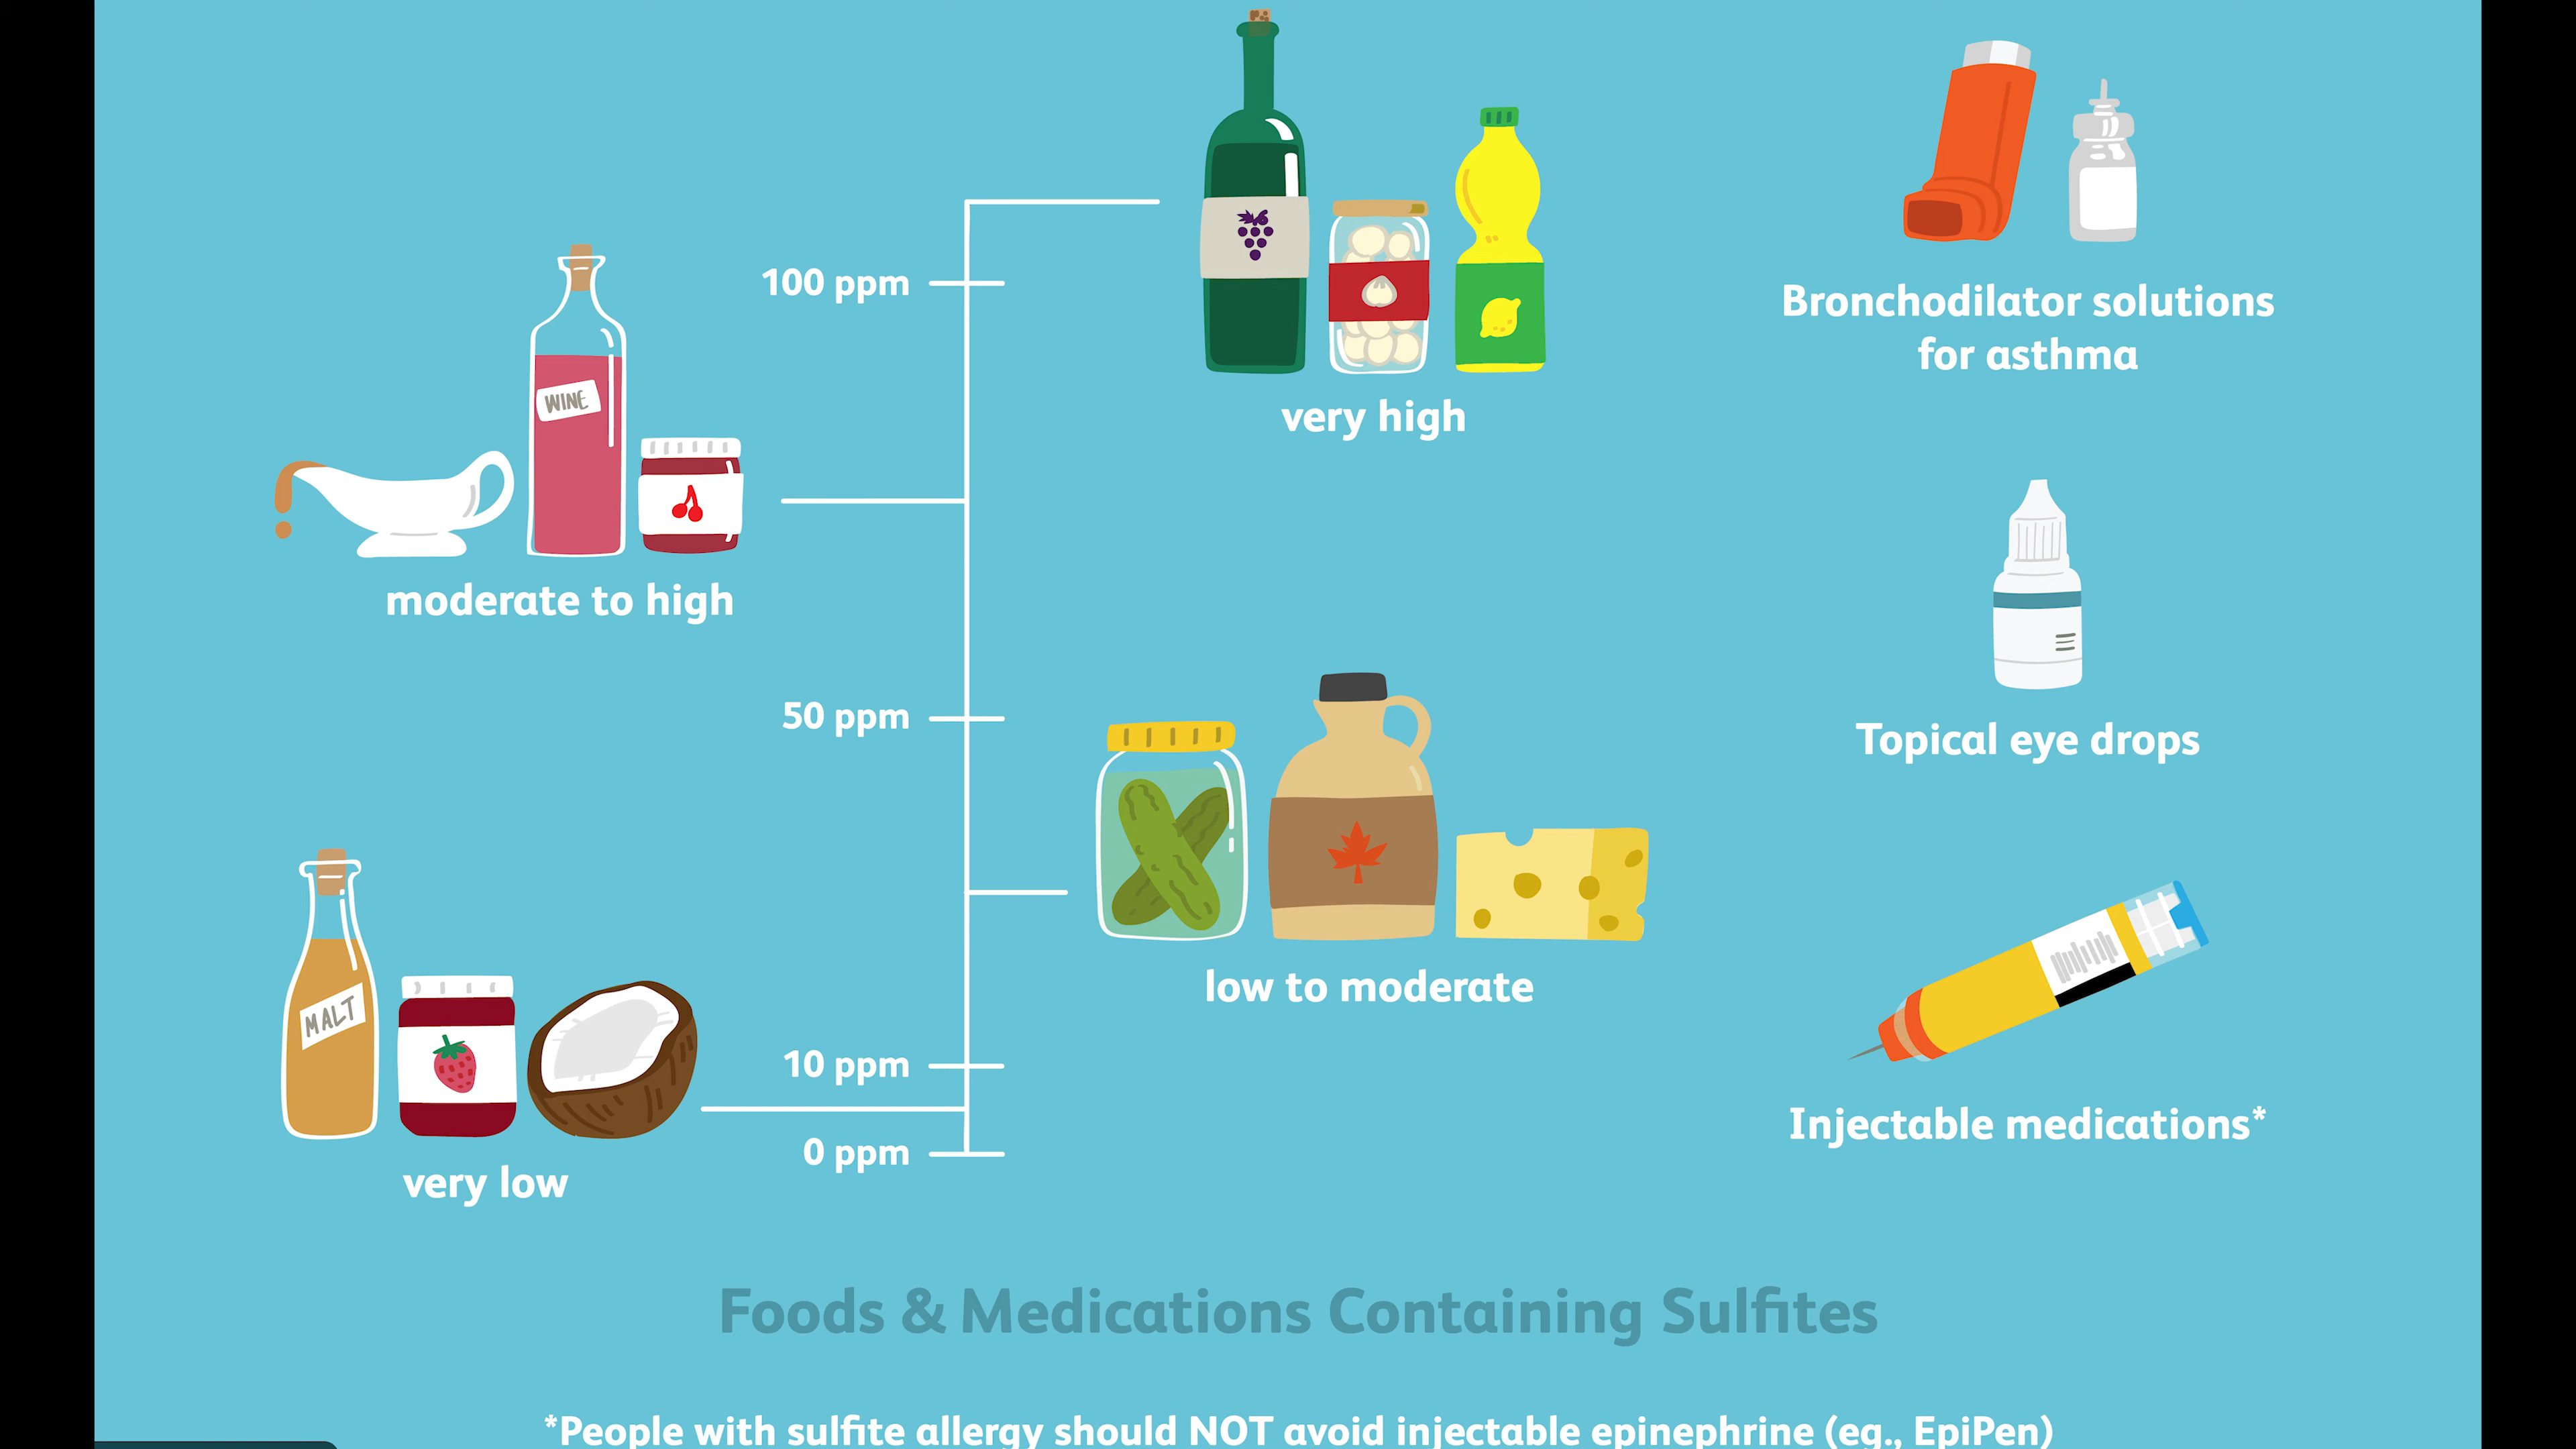 100 ppm
WINE
moderate to high
very high
Bronchodilator solutions
for asthma
50 ppm
Topical eye drops
low to moderate
MALT
10 ppm
0 ppm
very low
Injectable medications*
Foods & Medications Containing Sulfites
*People with sulfite allergy should NOT avoid injectable epinephrine (eg., EpiPen)